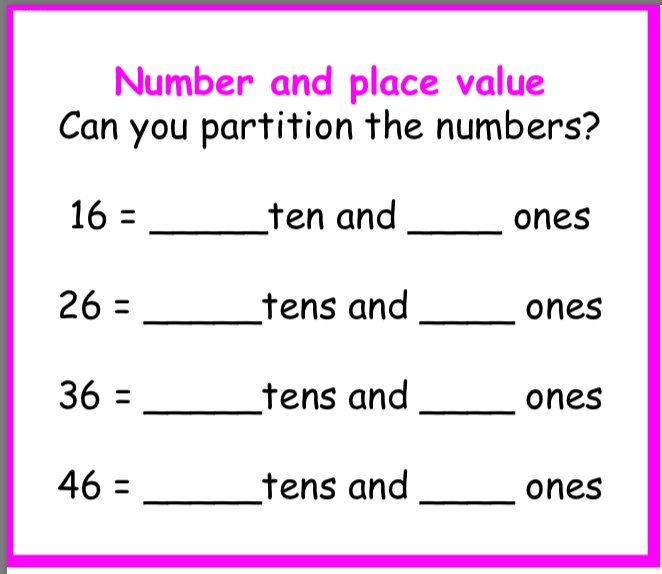 Number and place value
Can you partition the numbers?
16 = ______ten and _____ ones
26 = ______tens and _____ ones
36 = ______tens and _____ ones
46 = ______tens and _____ ones